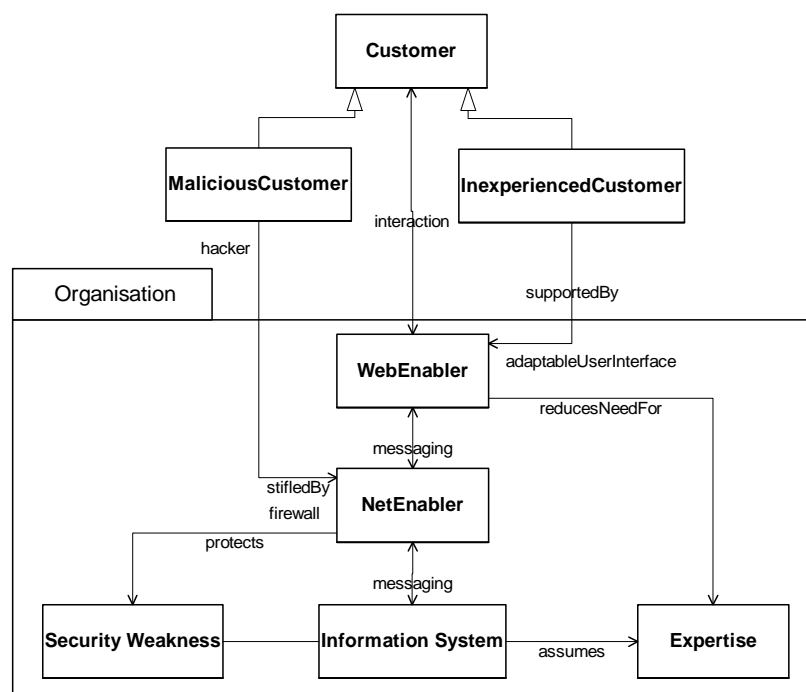 Customer
MaliciousCustomer
InexperiencedCustomer
interaction
hacker
supportedBy
Organisation
WebEnabler
adaptableUserInterface
reducesNeedFor
messaging
stifledBy
NetEnabler
firewall
protects
messaging
Security Weakness
Information System
assumes
Expertise